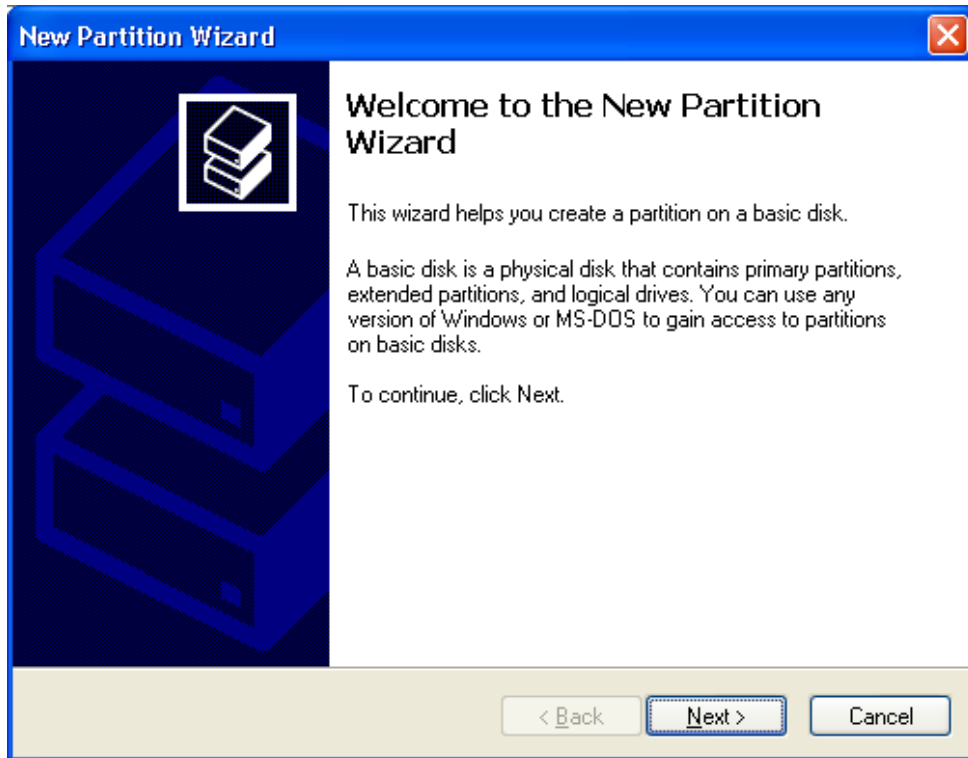 New Partition Wizard
Welcome to the New Partition
Wizard
This wizard helps you create a partition on a basic disk.
A basic disk is a physical disk that contains primary partitions,
extended partitions, and logical drives. You can use any
version of Windows or MS-DOS to gain access to partitions
on basic disks.
To continue, click Next.
< Back Next > Cancel